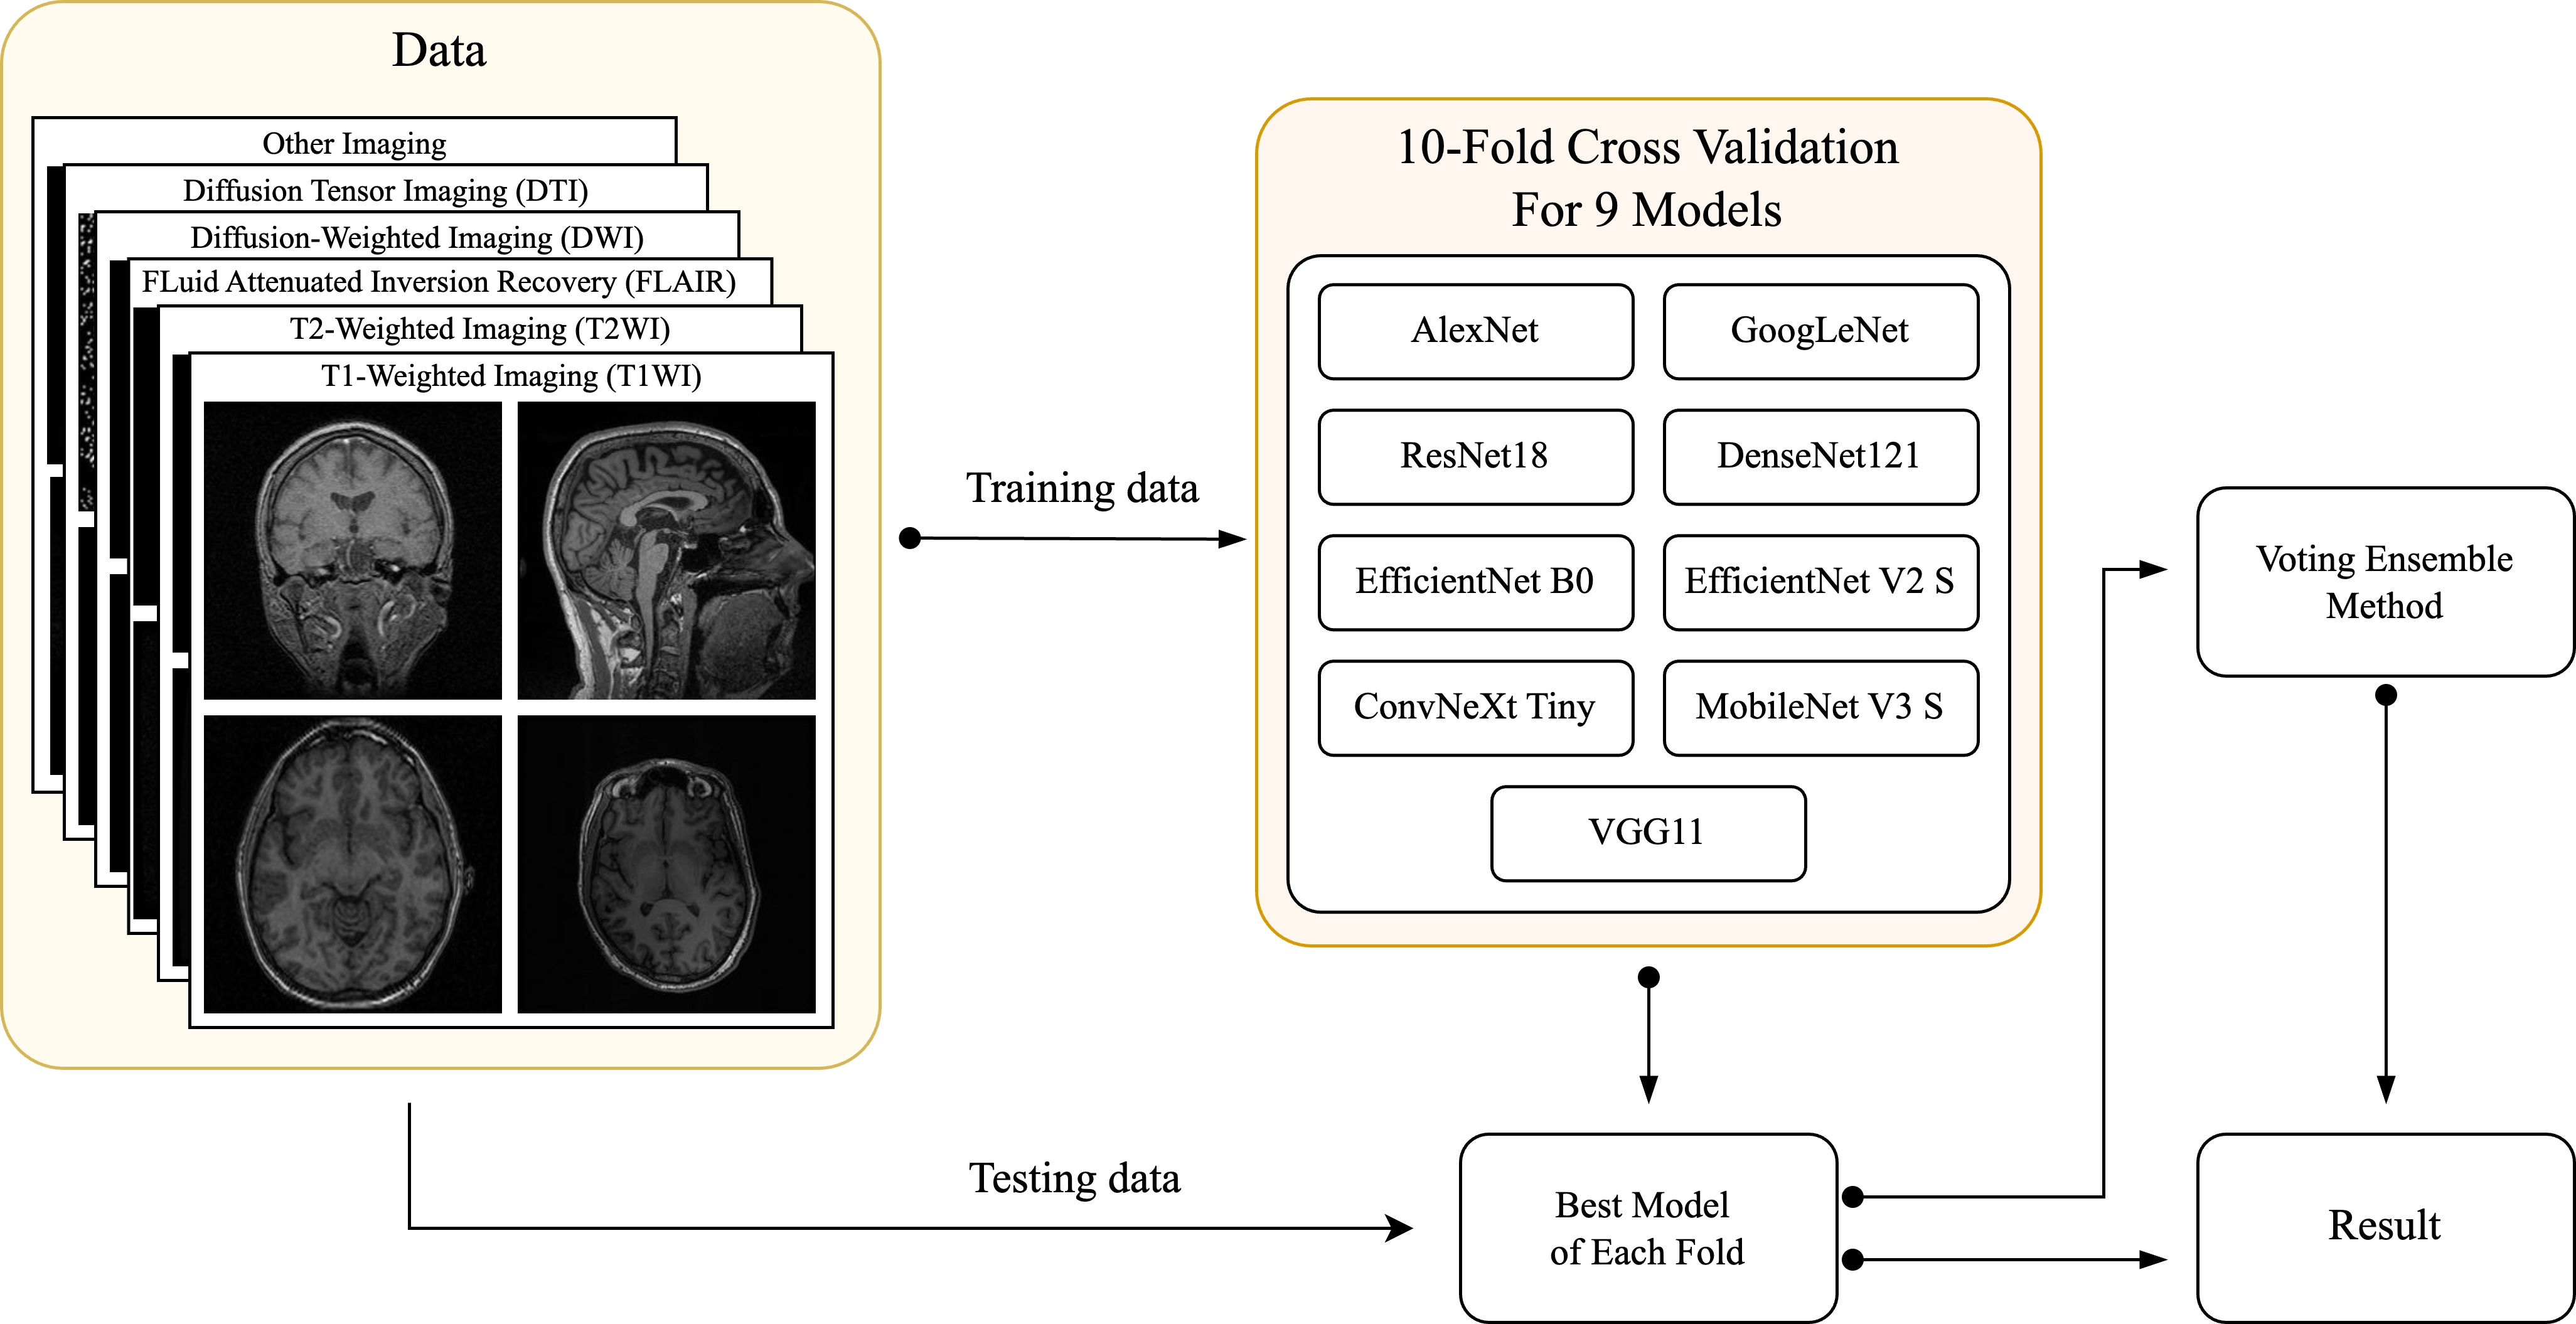 Data
Other Imaging
Diffusion Tensor Imaging (DTI)
Diffusion-Weighted Imaging (DWI)
FLuid Attenuated Inversion Recovery (FLAIR)
T2-Weighted Imaging (T2WI)
T1-Weighted Imaging (T1WI)
Training data
Testing data
10-Fold Cross Validation
For 9 Models
AlexNet
GoogLeNet
ResNet18
DenseNet121
EfficientNet B0
EfficientNet V2 S
ConvNeXt Tiny
MobileNet V3 S
VGG11
Best Model
of Each Fold
Voting Ensemble
Method
Result